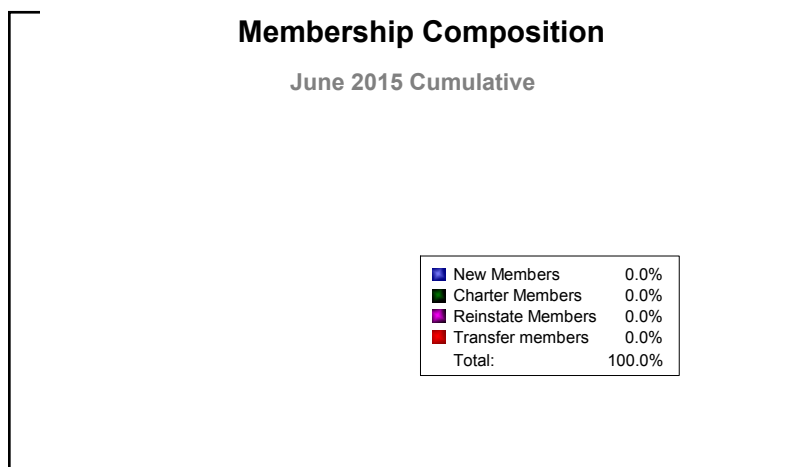 Membership Composition
June 2015 Cumulative
New Members 0.0%
Charter Members 0.0%
Reinstate Members 0.0%
Transfer members 0.0%
Total: 100.0%